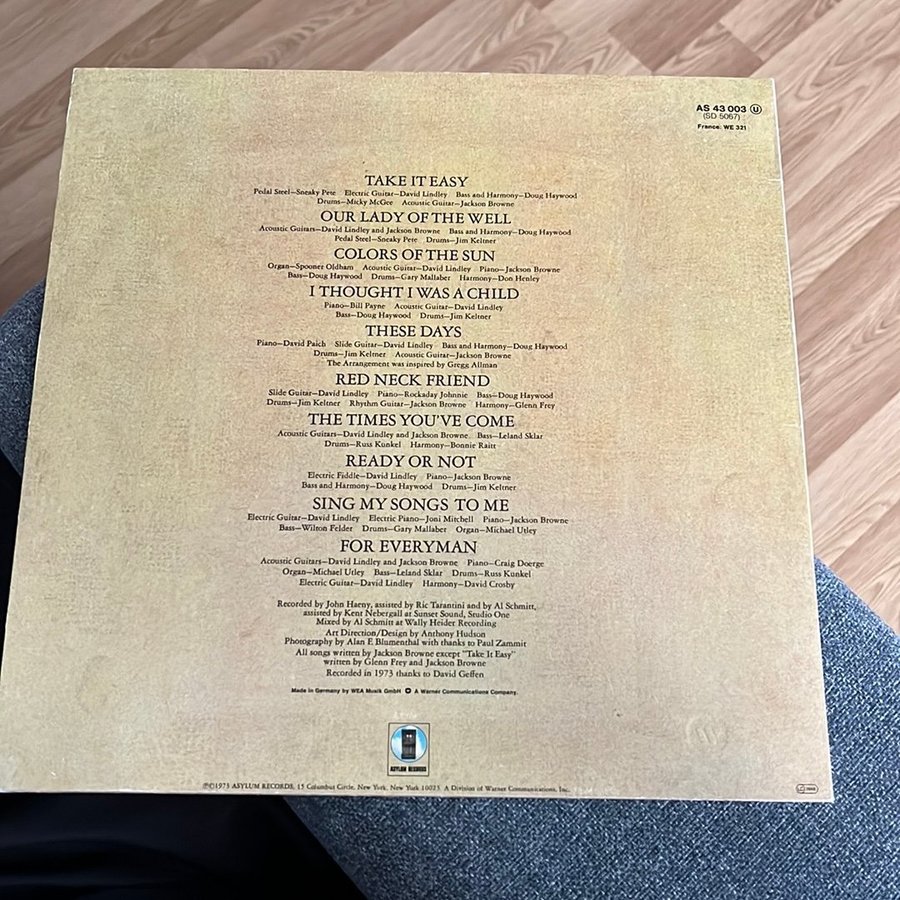 AS 43 003 Ⓤ
(SD 5067)
France: WE 321
TAKE IT EASY
Pedal Steel—Sneaky Pete Electric Guitar—David Lindley Bass and Harmony—Doug Haywood
Drums—Micky McGee Acoustic Guitar—Jackson Browne
OUR LADY OF THE WELL
Acoustic Guitars—David Lindley and Jackson Browne Bass and Harmony—Doug Haywood
Pedal Steel—Sneaky Pete Drums—Jim Keltner
COLORS OF THE SUN
Organ—Spooner Oldham Acoustic Guitar—David Lindley Piano—Jackson Browne
Bass—Doug Haywood Drums—Gary Mallaber Harmony—Don Henley
I THOUGHT I WAS A CHILD
Piano—Bill Payne Acoustic Guitar—David Lindley
Bass—Doug Haywood Drums—Jim Keltner
THESE DAYS
Piano—David Paich Slide Guitar—David Lindley Bass and Harmony—Doug Haywood
Drums—Jim Keltner Acoustic Guitar—Jackson Browne
The Arrangement was inspired by Gregg Allman
RED NECK FRIEND
Slide Guitar—David Lindley Piano—Rockaday Johnnie Bass—Doug Haywood
Drums—Jim Keltner Rhythm Guitar—Jackson Browne Harmony—Glenn Frey
THE TIMES YOU'VE COME
Acoustic Guitars—David Lindley and Jackson Browne Bass—Leland Sklar
Drums—Russ Kunkel Harmony—Bonnie Raitt
READY OR NOT
Electric Fiddle—David Lindley Piano—Jackson Browne
Bass and Harmony—Doug Haywood Drums—Jim Keltner
SING MY SONGS TO ME
Electric Guitar—David Lindley Electric Piano—Joni Mitchell Piano—Jackson Browne
Bass—Wilton Felder Drums—Gary Mallaber Organ—Michael Utley
FOR EVERYMAN
Acoustic Guitars—David Lindley and Jackson Browne Piano—Craig Doerge
Organ—Michael Utley Bass—Leland Sklar Drums—Russ Kunkel
Electric Guitar—David Lindley Harmony—David Crosby
Recorded by John Haeny, assisted by Ric Tarantini and by Al Schmitt,
assisted by Kent Nebergall at Sunset Sound, Studio One
Mixed by Al Schmitt at Wally Heider Recording
Art Direction/Design by Anthony Hudson
Photography by Alan F. Blumenthal with thanks to Paul Zammit
All songs written by Jackson Browne except "Take It Easy"
written by Glenn Frey and Jackson Browne
Recorded in 1973 thanks to David Geffen
Made in Germany by WEA Musik GmbH A Warner Communications Company.
ASYLUM RECORDS
℗©1973 ASYLUM RECORDS, 15 Columbus Circle, New York, New York 10023. A Division of Warner Communications, Inc.